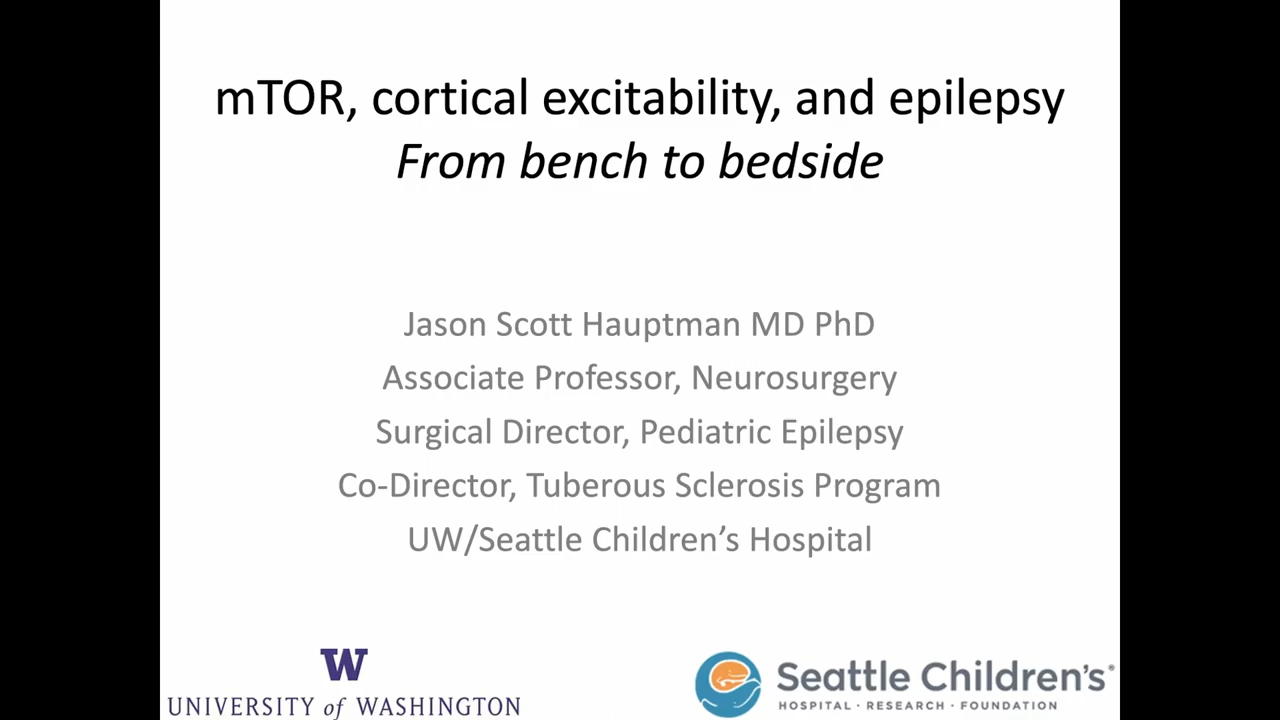 mTOR, cortical excitability, and epilepsy
From bench to bedside
Jason Scott Hauptman MD PhD
Associate Professor, Neurosurgery
Surgical Director, Pediatric Epilepsy
Co-Director, Tuberous Sclerosis Program
UW/Seattle Children’s Hospital
W
UNIVERSITY of WASHINGTON
Seattle Children’s®
HOSPITAL · RESEARCH · FOUNDATION